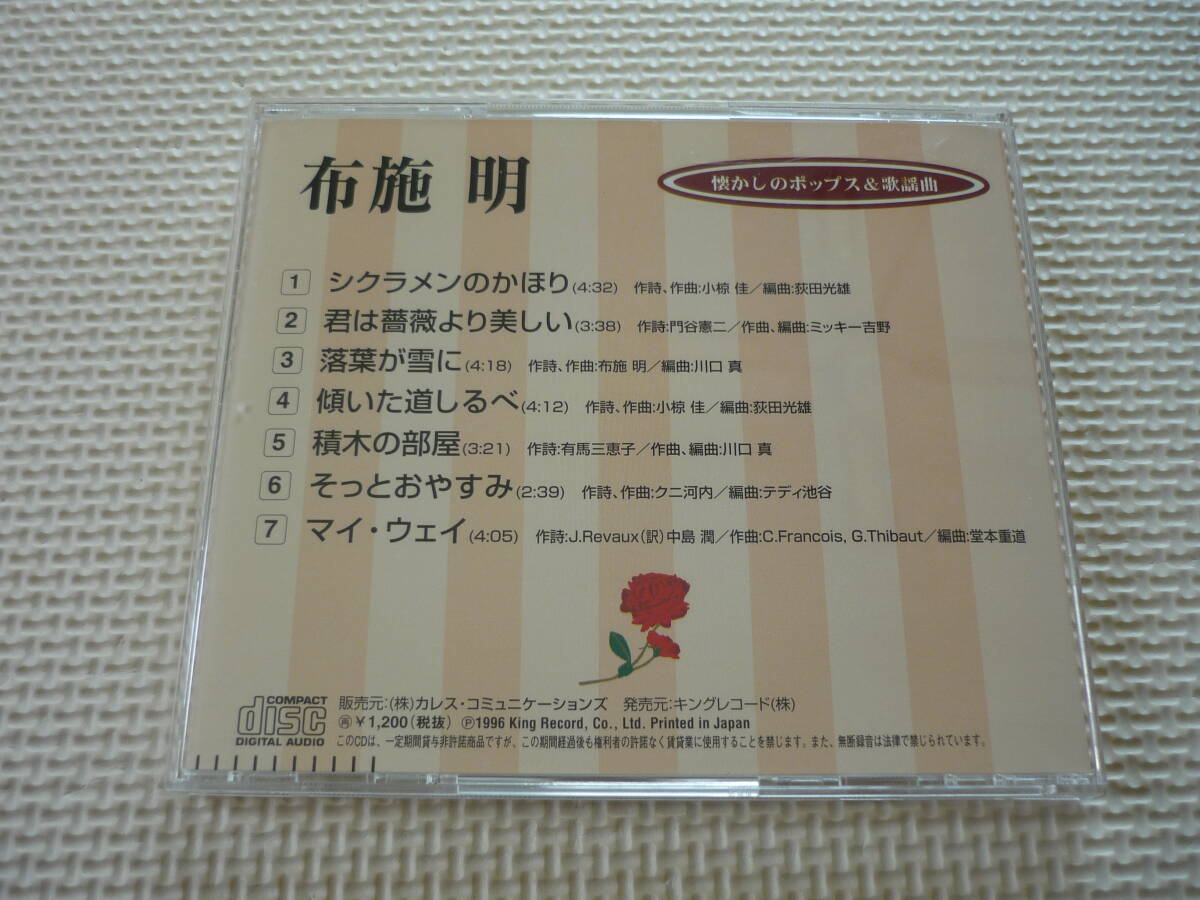 布施 明
懐かしのポップス&歌謡曲
1 シクラメンのかほり(4:32) 作詩、作曲:小椋 佳/編曲:荻田光雄
2 君は薔薇より美しい(3:38) 作詩:門谷憲二/作曲、編曲:ミッキー吉野
3 落葉が雪に(4:18) 作詩、作曲:布施 明/編曲:川口 真
4 傾いた道しるべ(4:12) 作詩、作曲:小椋 佳/編曲:荻田光雄
5 積木の部屋(3:21) 作詩:有馬三恵子/作曲、編曲:川口 真
6 そっとおやすみ(2:39) 作詩、作曲:クニ河内/編曲:テディ池谷
7 マイ・ウェイ(4:05) 作詩:J.Revaux(訳)中島 潤/作曲:C.Francois, G.Thibaut/編曲:堂本重道
COMPACT
disc
DIGITAL AUDIO
販売元:(株)カレス・コミュニケーションズ 発売元:キングレコード(株)
㋐¥1,200(税抜) Ⓟ1996 King Record, Co., Ltd. Printed in Japan
このCDは、一定期間貸与非許諾商品ですが、この期間経過後も権利者の許諾なく賃貸業に使用することを禁じます。また、無断録音は法律で禁じられています。